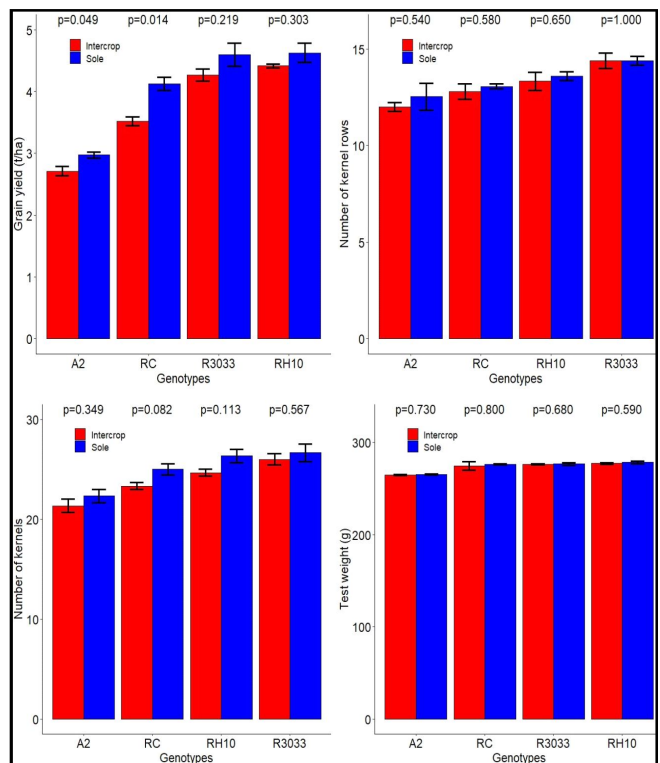 p=0.049 p=0.014 p=0.219 p=0.303
Intercrop
Sole
Grain yield (t/ha)
5
4
3
2
1
0
A2 RC R3033 RH10
Genotypes
p=0.540 p=0.580 p=0.650 p=1.000
Intercrop
Sole
Number of kernel rows
15
10
5
0
A2 RC RH10 R3033
Genotypes
p=0.349 p=0.082 p=0.113 p=0.567
Intercrop
Sole
Number of kernels
30
20
10
0
A2 RC RH10 R3033
Genotypes
p=0.730 p=0.800 p=0.680 p=0.590
Intercrop
Sole
Test weight (g)
300
200
100
0
A2 RC R3033 RH10
Genotypes